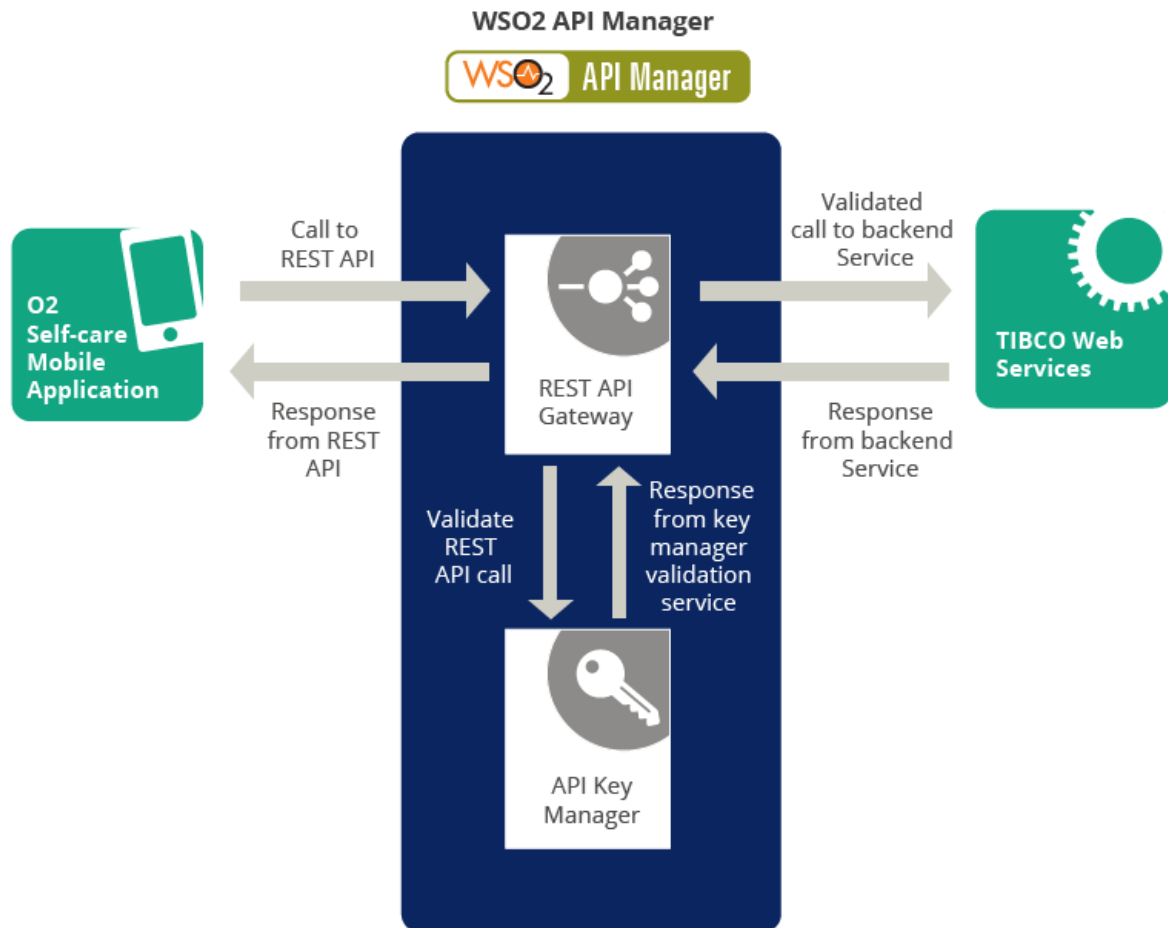 WSO2 API Manager
WSO2 API Manager
Call to
REST API
Validated
call to backend
Service
O2
Self-care
Mobile
Application
REST API
Gateway
TIBCO Web
Services
Response
from REST
API
Response
from backend
Service
Validate
REST
API call
Response
from key
manager
validation
service
API Key
Manager